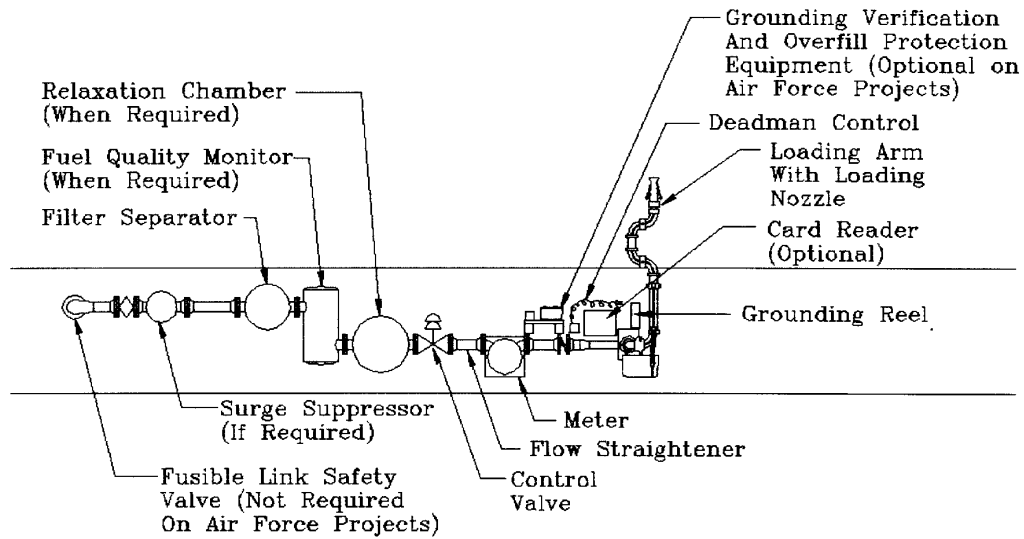 Grounding Verification
And Overfill Protection
Equipment (Optional on
Air Force Projects)
Relaxation Chamber
(When Required)
Deadman Control
Fuel Quality Monitor
(When Required)
Loading Arm
With Loading
Nozzle
Filter Separator
Card Reader
(Optional)
Grounding Reel
Surge Suppressor
(If Required)
Meter
Flow Straightener
Fusible Link Safety
Valve (Not Required
On Air Force Projects)
Control
Valve